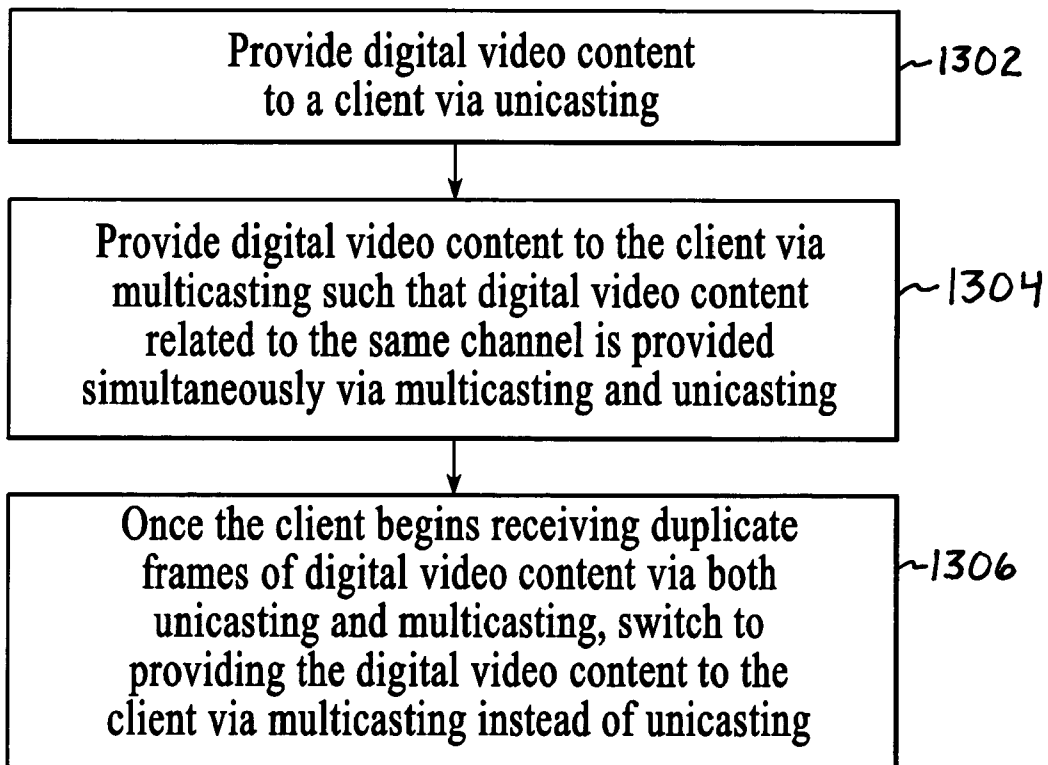 Provide digital video content
to a client via unicasting
1302
Provide digital video content to the client via
multicasting such that digital video content
related to the same channel is provided
simultaneously via multicasting and unicasting
1304
Once the client begins receiving duplicate
frames of digital video content via both
unicasting and multicasting, switch to
providing the digital video content to the
client via multicasting instead of unicasting
1306